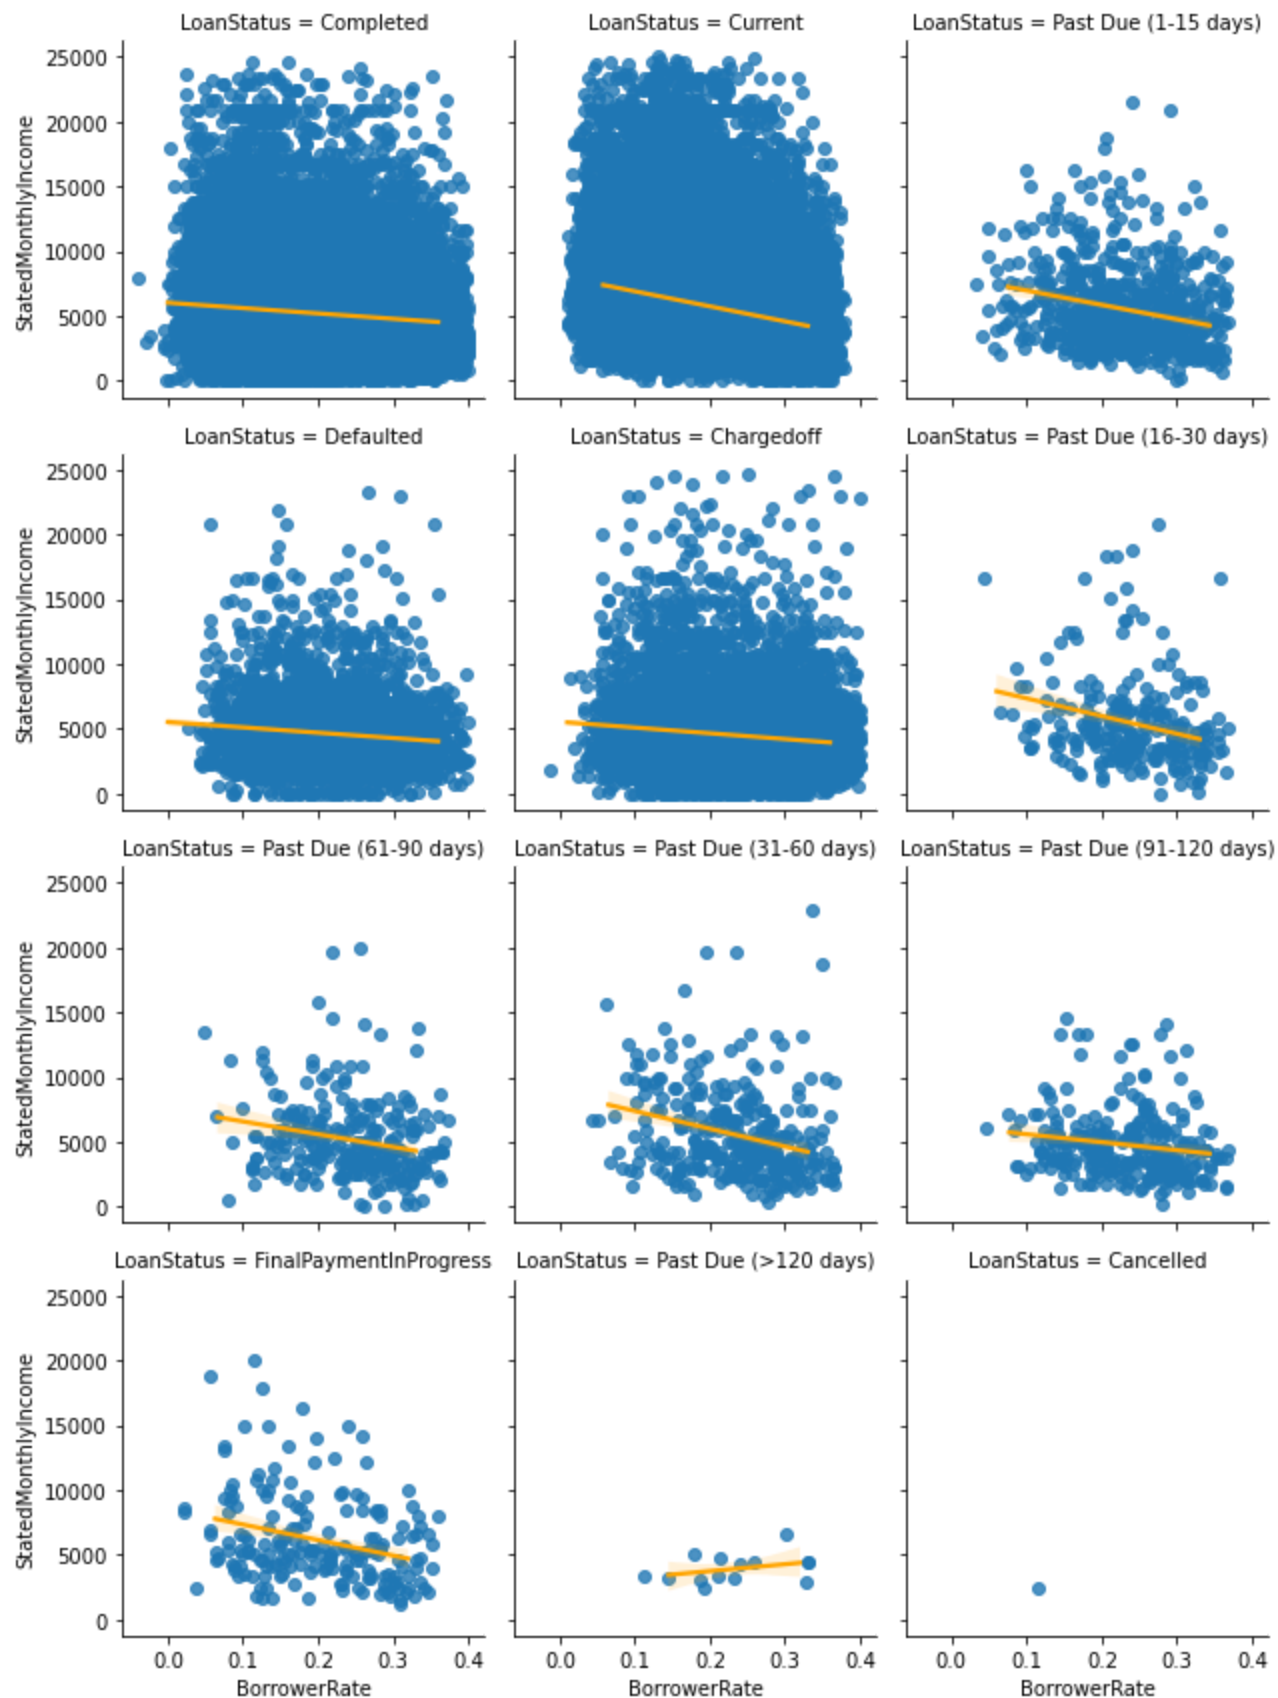 LoanStatus = Completed
LoanStatus = Current
LoanStatus = Past Due (1-15 days)
StatedMonthlyIncome
25000
20000
15000
10000
5000
0
LoanStatus = Defaulted
LoanStatus = Chargedoff
LoanStatus = Past Due (16-30 days)
StatedMonthlyIncome
25000
20000
15000
10000
5000
0
LoanStatus = Past Due (61-90 days)
LoanStatus = Past Due (31-60 days)
LoanStatus = Past Due (91-120 days)
StatedMonthlyIncome
25000
20000
15000
10000
5000
0
LoanStatus = FinalPaymentInProgress
LoanStatus = Past Due (>120 days)
LoanStatus = Cancelled
StatedMonthlyIncome
25000
20000
15000
10000
5000
0
0.0 0.1 0.2 0.3 0.4
0.0 0.1 0.2 0.3 0.4
0.0 0.1 0.2 0.3 0.4
BorrowerRate
BorrowerRate
BorrowerRate